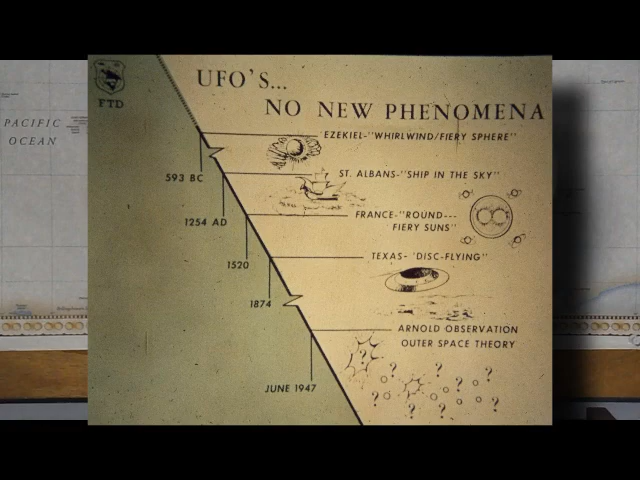 PACIFIC
OCEAN
FTD
UFO'S...
NO NEW PHENOMENA
EZEKIEL-"WHIRLWIND/FIERY SPHERE"
593 BC
ST. ALBANS-"SHIP IN THE SKY"
1254 AD
FRANCE-"ROUND---
FIERY SUNS"
1520
TEXAS- 'DISC-FLYING"
1874
ARNOLD OBSERVATION
OUTER SPACE THEORY
JUNE 1947
? ? ? ? ? ? ? ? ?